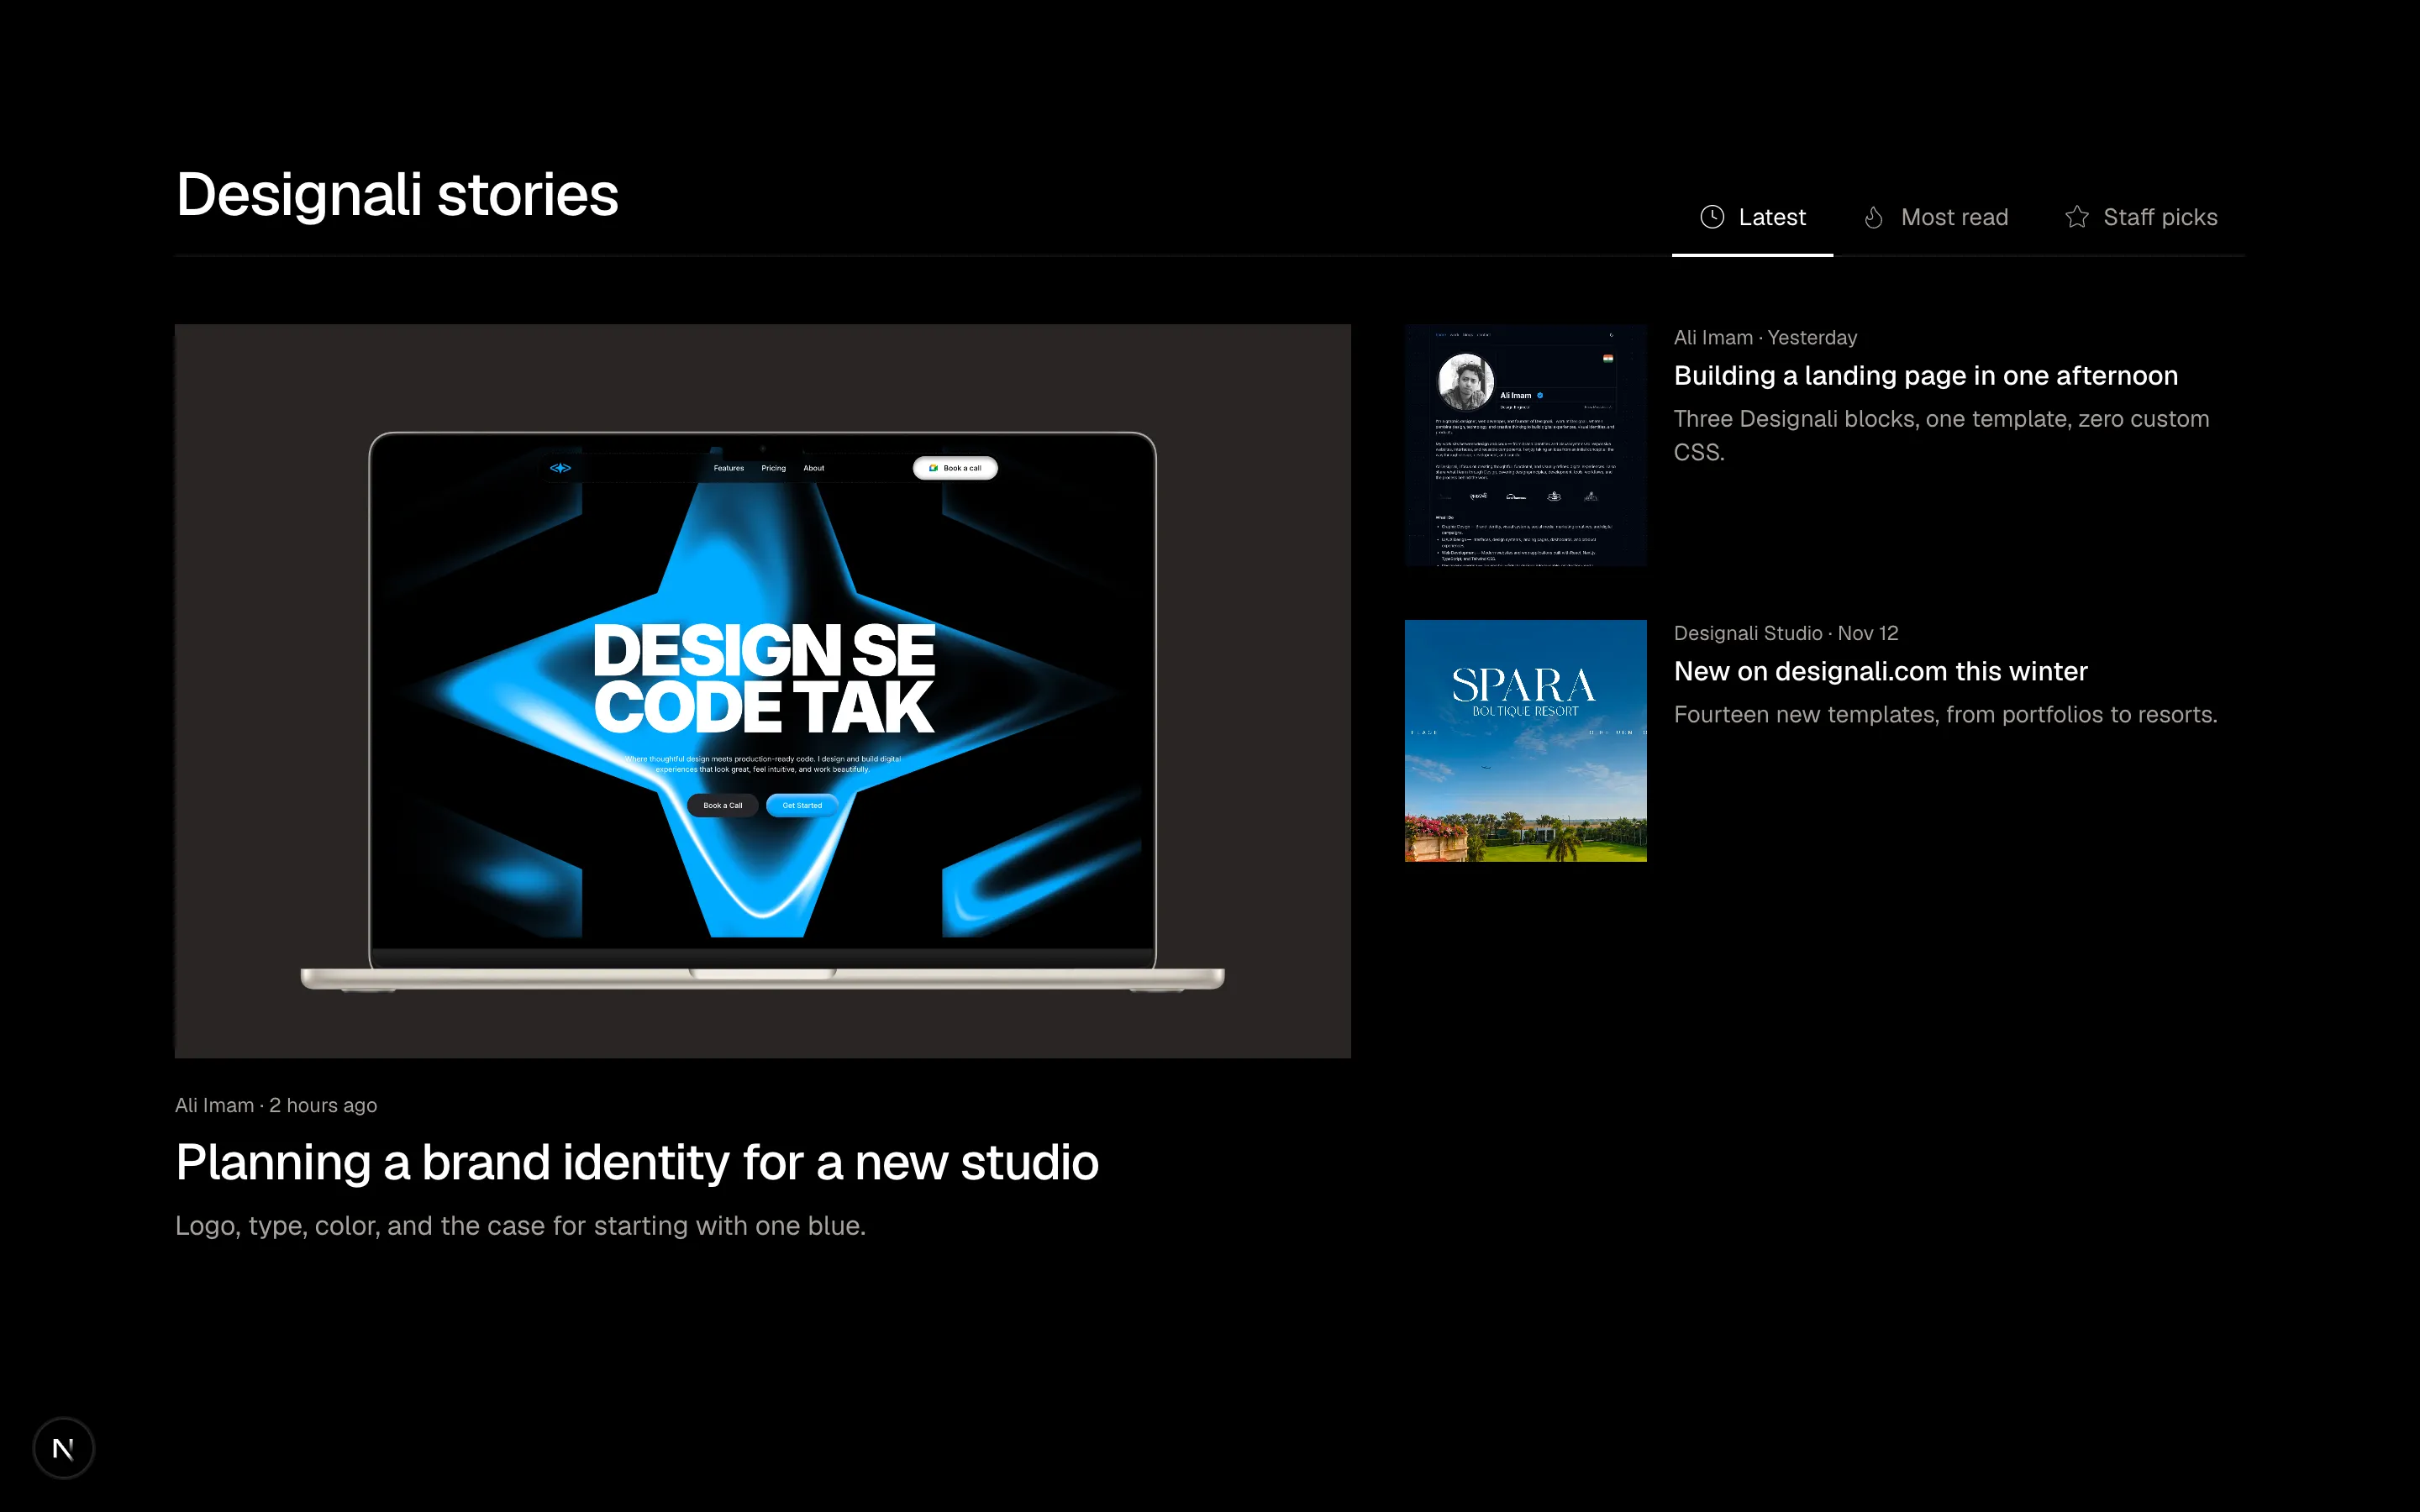 Designali stories
Latest
Most read
Staff picks
Features
Pricing
About
Book a call
DESIGN SE
CODE TAK
Where thoughtful design meets production-ready code. I design and build digital
experiences that look great, feel intuitive, and work beautifully.
Book a Call
Get Started
Ali Imam · 2 hours ago
Planning a brand identity for a new studio
Logo, type, color, and the case for starting with one blue.
Ali Imam
Design Engineer
What I Do
Ali Imam · Yesterday
Building a landing page in one afternoon
Three Designali blocks, one template, zero custom
CSS.
SPARA
BOUTIQUE RESORT
Designali Studio · Nov 12
New on designali.com this winter
Fourteen new templates, from portfolios to resorts.
N